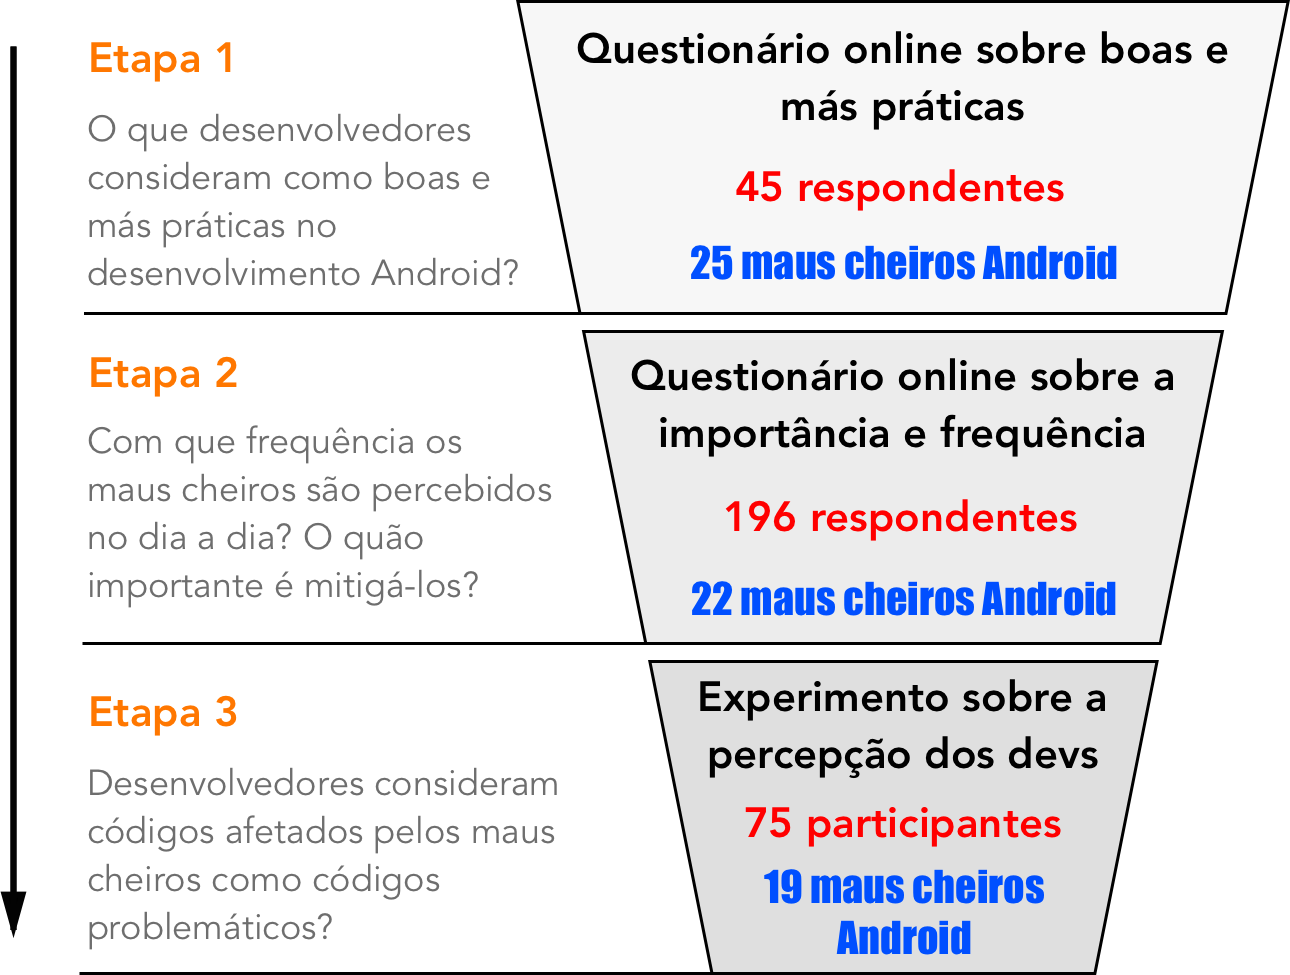 Etapa 1
O que desenvolvedores
consideram como boas e
más práticas no
desenvolvimento Android?
Questionário online sobre boas e
más práticas
45 respondentes
25 maus cheiros Android
Etapa 2
Com que frequência os
maus cheiros são percebidos
no dia a dia? O quão
importante é mitigá-los?
Questionário online sobre a
importância e frequência
196 respondentes
22 maus cheiros Android
Etapa 3
Desenvolvedores consideram
códigos afetados pelos maus
cheiros como códigos
problemáticos?
Experimento sobre a
percepção dos devs
75 participantes
19 maus cheiros
Android